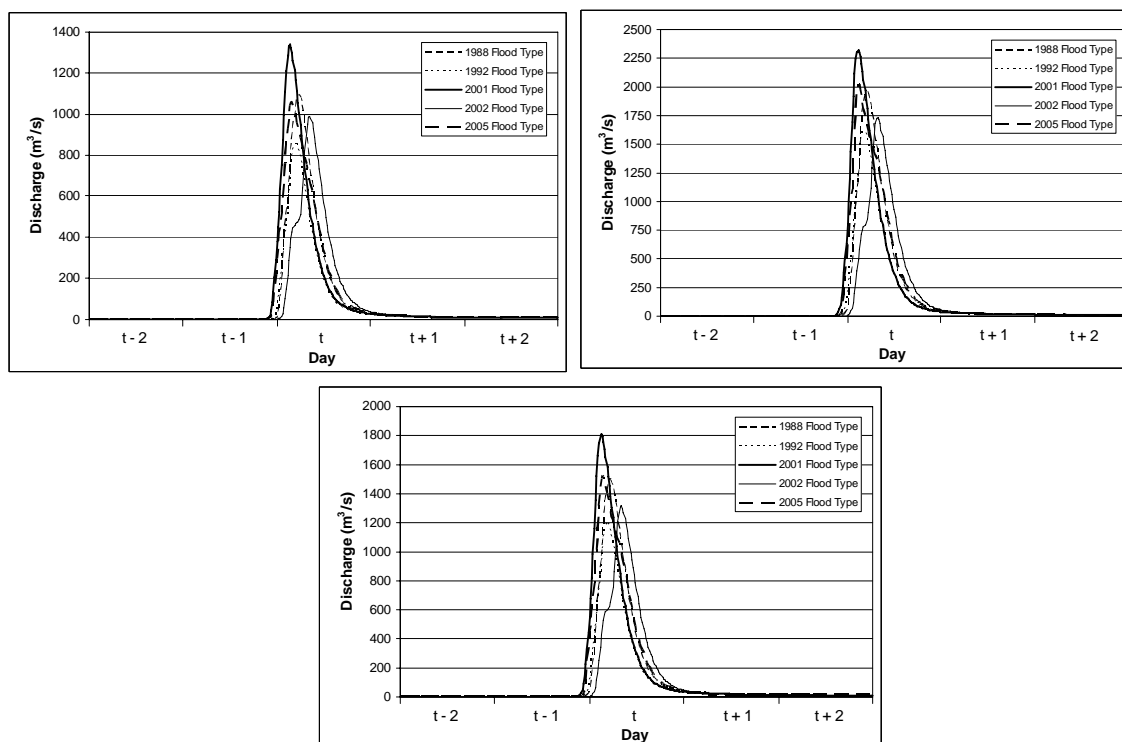 1400
1200
1000
800
600
400
200
0
Discharge (m³/s)
t - 2 t - 1 t t + 1 t + 2
Day
1988 Flood Type
1992 Flood Type
2001 Flood Type
2002 Flood Type
2005 Flood Type
2500
2250
2000
1750
1500
1250
1000
750
500
250
0
Discharge (m³/s)
t - 2 t - 1 t t + 1 t + 2
Day
1988 Flood Type
1992 Flood Type
2001 Flood Type
2002 Flood Type
2005 Flood Type
2000
1800
1600
1400
1200
1000
800
600
400
200
0
Discharge (m³/s)
t - 2 t - 1 t t + 1 t + 2
Day
1988 Flood Type
1992 Flood Type
2001 Flood Type
2002 Flood Type
2005 Flood Type